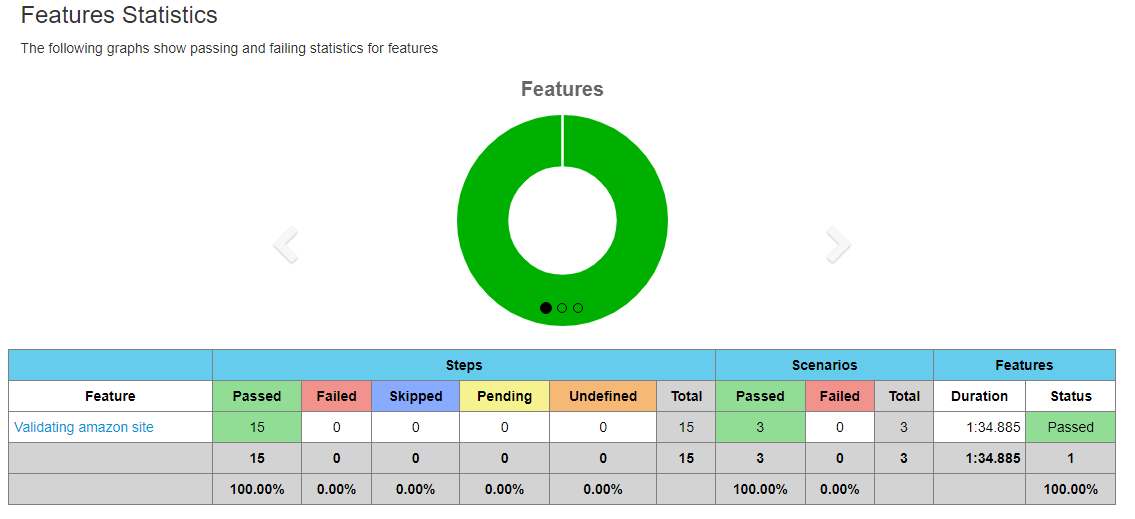 Features Statistics
The following graphs show passing and failing statistics for features
Features
Steps Scenarios Features
Feature Passed Failed Skipped Pending Undefined Total Passed Failed Total Duration Status
Validating amazon site 15 0 0 0 0 15 3 0 3 1:34.885 Passed
15 0 0 0 0 15 3 0 3 1:34.885 1
100.00% 0.00% 0.00% 0.00% 0.00% 100.00% 0.00% 100.00%